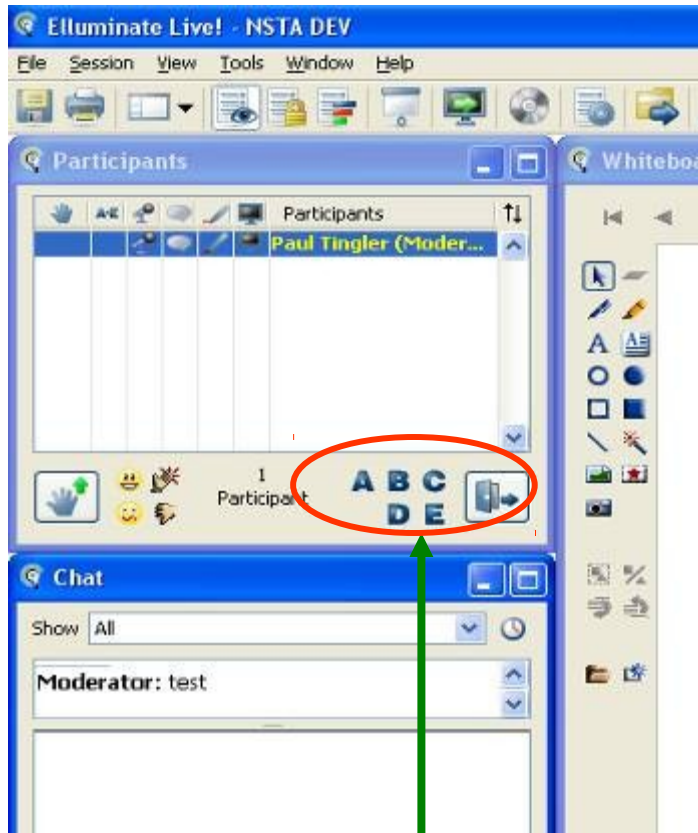 Elluminate Live! - NSTA DEV
File Session View Tools Window Help
Participants
A-E Participants
Paul Tingler (Moder...
1
Participant
A B C
D E
Chat
Show All
Moderator: test
Whiteboa
A A